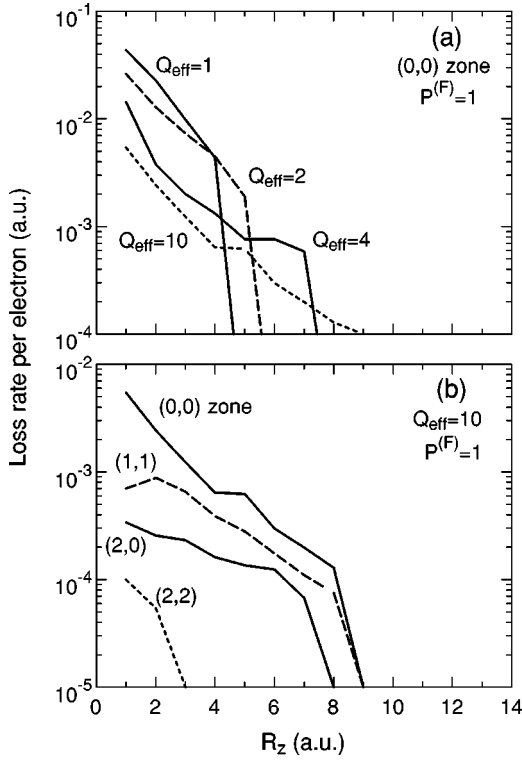 Loss rate per electron (a.u.)
10⁻¹
10⁻²
10⁻³
10⁻⁴
(a)
(0,0) zone
P⁽ᶠ⁾=1
Q_eff=1
Q_eff=2
Q_eff=10
Q_eff=4
10⁻²
10⁻³
10⁻⁴
10⁻⁵
(b)
Q_eff=10
P⁽ᶠ⁾=1
(0,0) zone
(1,1)
(2,0)
(2,2)
0 2 4 6 8 10 12 14
R_z (a.u.)